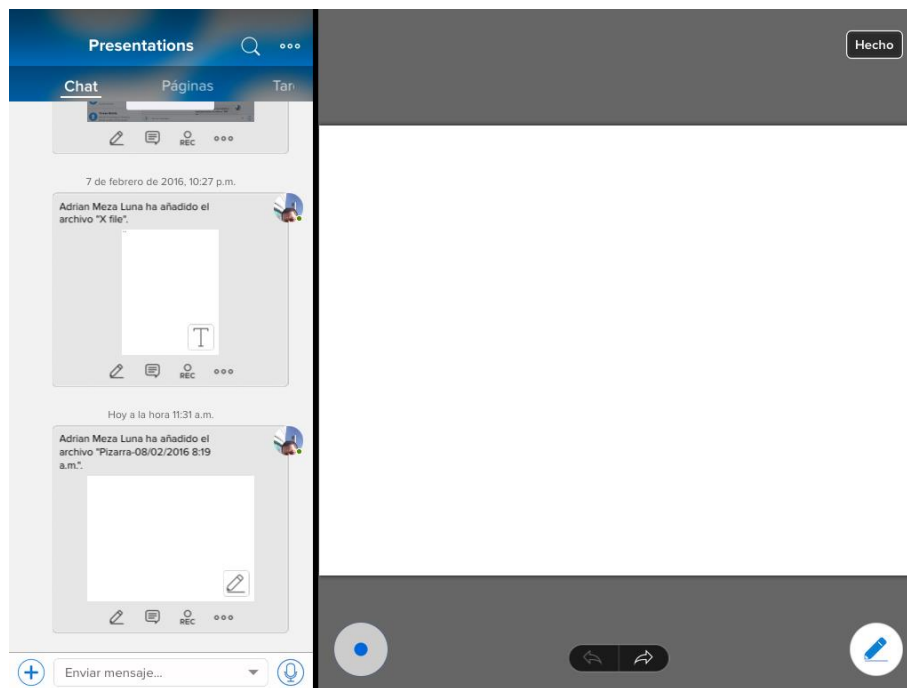 Presentations
Hecho
Chat
Páginas
Tar
REC
7 de febrero de 2016, 10:27 p.m.
Adrian Meza Luna ha añadido el
archivo "X file".
T
REC
Hoy a la hora 11:31 a.m.
Adrian Meza Luna ha añadido el
archivo "Pizarra-08/02/2016 8:19
a.m.".
REC
Enviar mensaje...